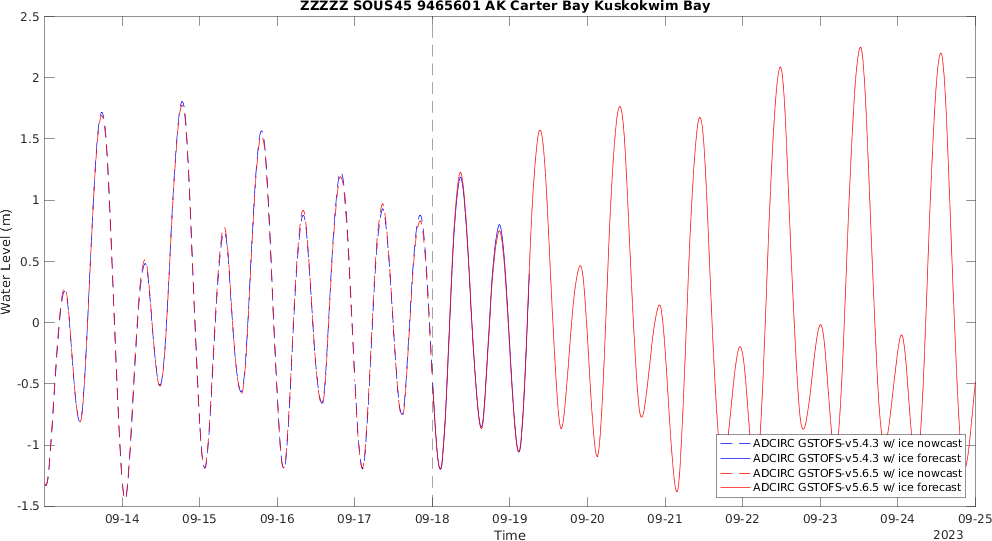 ZZZZZ SOUS45 9465601 AK Carter Bay Kuskokwim Bay
2.5
2
1.5
1
0.5
0
-0.5
-1
-1.5
Water Level (m)
09-14 09-15 09-16 09-17 09-18 09-19 09-20 09-21 09-22 09-23 09-24 09-25
Time
2023
ADCIRC GSTOFS-v5.4.3 w/ ice nowcast
ADCIRC GSTOFS-v5.4.3 w/ ice forecast
ADCIRC GSTOFS-v5.6.5 w/ ice nowcast
ADCIRC GSTOFS-v5.6.5 w/ ice forecast